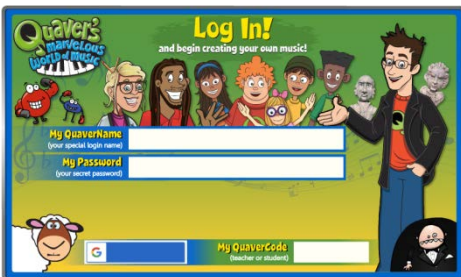 Quaver's
Marvelous
World of Music
Log In!
and begin creating your own music!
My QuaverName
(your special login name)
My Password
(your secret password)
G
My QuaverCode
(teacher or student)